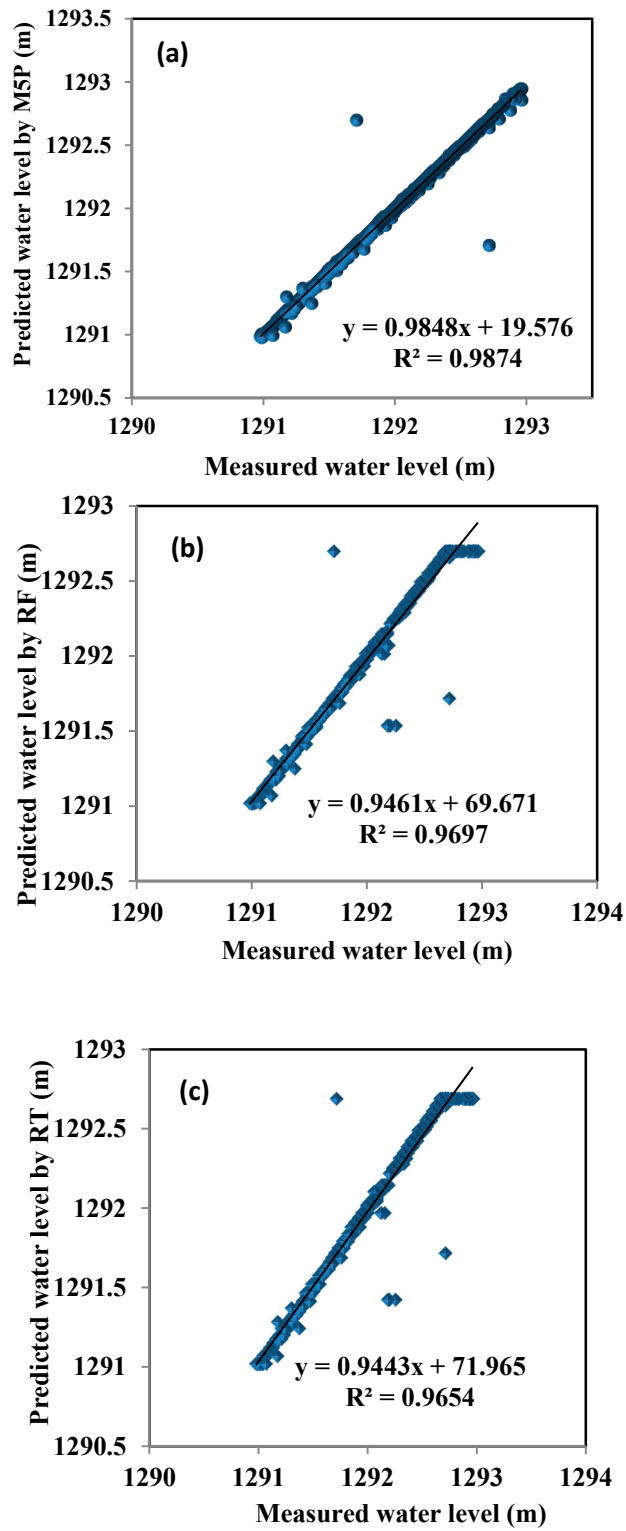 Predicted water level by M5P (m)
1293.5
1293
1292.5
1292
1291.5
1291
1290.5
(a)
y = 0.9848x + 19.576
R² = 0.9874
1290 1291 1292 1293
Measured water level (m)
Predicted water level by RF (m)
1293
1292.5
1292
1291.5
1291
1290.5
(b)
y = 0.9461x + 69.671
R² = 0.9697
1290 1291 1292 1293 1294
Measured water level (m)
Predicted water level by RT (m)
1293
1292.5
1292
1291.5
1291
1290.5
(c)
y = 0.9443x + 71.965
R² = 0.9654
1290 1291 1292 1293 1294
Measured water level (m)